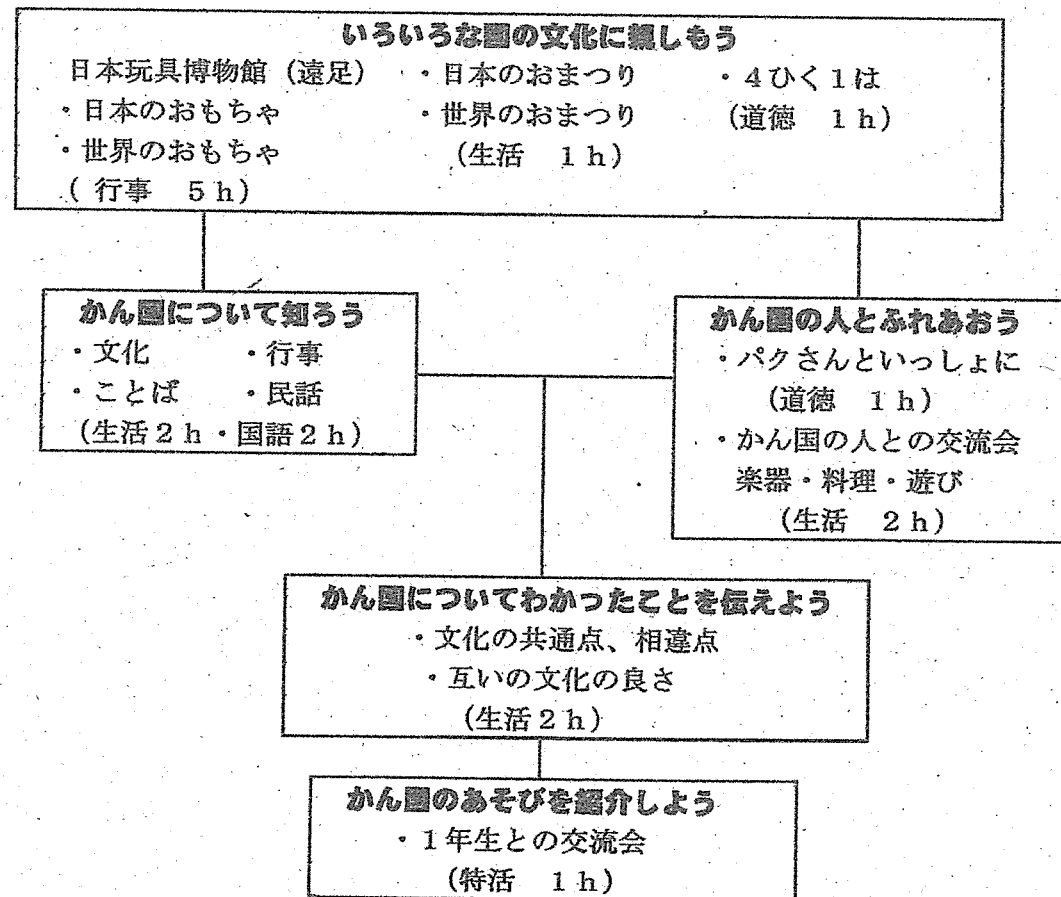 いろいろな国の文化に親しもう
日本玩具博物館（遠足）
・日本のおもちゃ
・世界のおもちゃ
（行事　5h）
・日本のおまつり
・世界のおまつり
（生活　1h）
・4ひく1は
（道徳　1h）
かん国について知ろう
・文化　・行事
・ことば　・民話
（生活2h・国語2h）
かん国の人とふれあおう
・パクさんといっしょに
（道徳　1h）
・かん国の人との交流会
楽器・料理・遊び
（生活　2h）
かん国についてわかったことを伝えよう
・文化の共通点、相違点
・互いの文化の良さ
（生活2h）
かん国のあそびを紹介しよう
・1年生との交流会
（特活　1h）